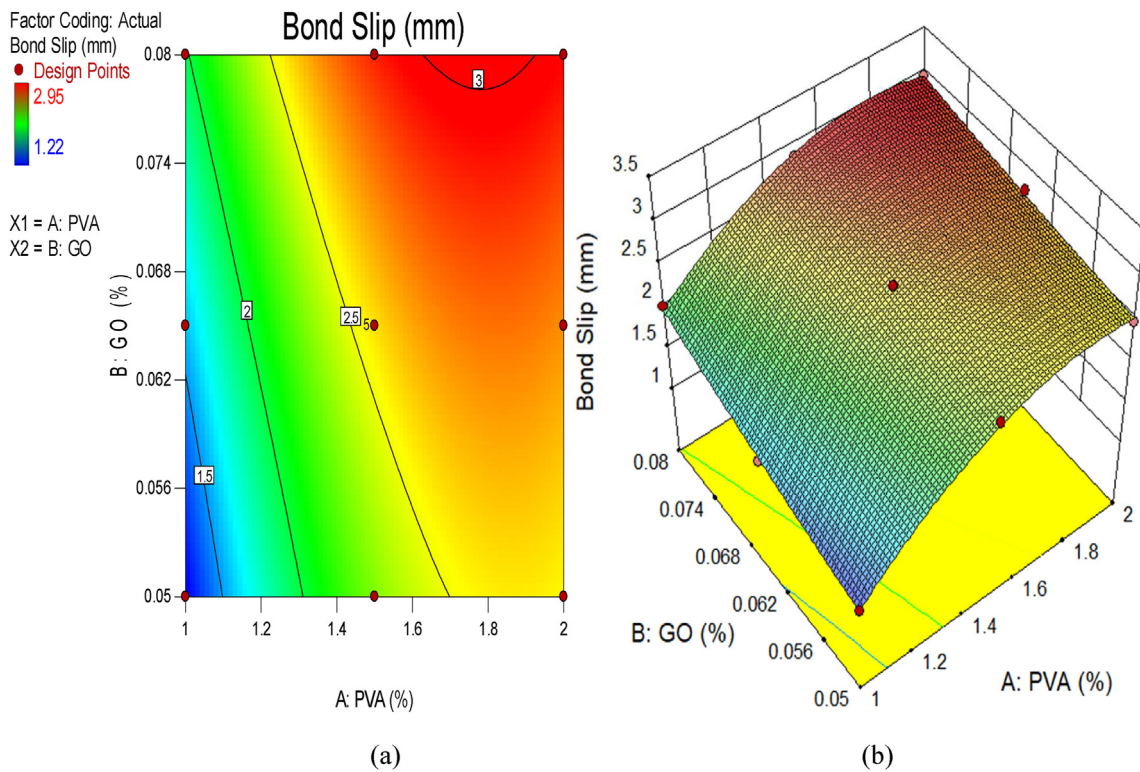 Factor Coding: Actual
Bond Slip (mm)
Design Points
2.95
1.22
X1 = A: PVA
X2 = B: GO
Bond Slip (mm)
0.08
0.074
0.068
0.062
0.056
0.05
B: GO (%)
3
2
2.5
5
1.5
1
1.2
1.4
1.6
1.8
2
A: PVA (%)
(a)
3.5
3
2.5
2
1.5
1
Bond Slip (mm)
0.08
0.074
0.068
0.062
0.056
0.05
B: GO (%)
1
1.2
1.4
1.6
1.8
2
A: PVA (%)
(b)